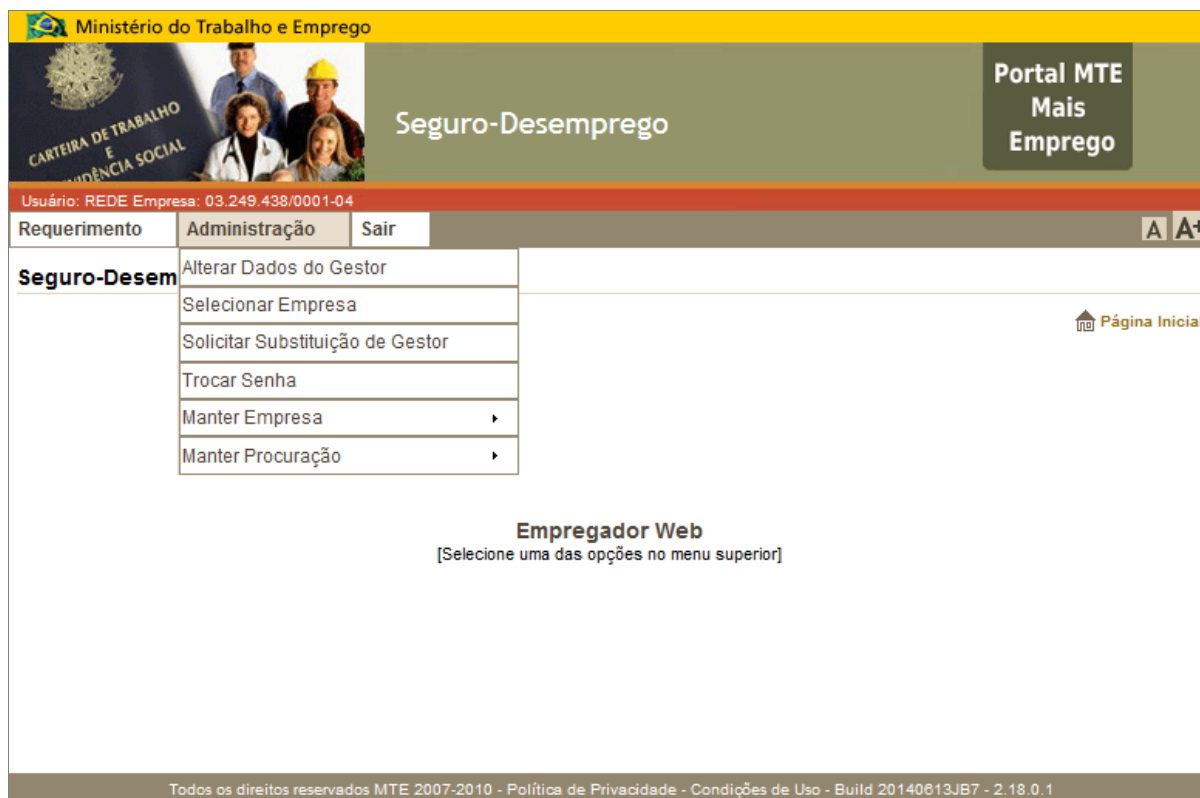 Ministério do Trabalho e Emprego
CARTEIRA DE TRABALHO
E
IDÊNCIA SOCIAL
Seguro-Desemprego
Portal MTE
Mais
Emprego
Usuário: REDE Empresa: 03.249.438/0001-04
Requerimento Administração Sair A A+
Seguro-Desem
Alterar Dados do Gestor
Selecionar Empresa
Página Inicial
Solicitar Substituição de Gestor
Trocar Senha
Manter Empresa
Manter Procuração
Empregador Web
[Selecione uma das opções no menu superior]
Todos os direitos reservados MTE 2007-2010 - Política de Privacidade - Condições de Uso - Build 20140613JB7 - 2.18.0.1